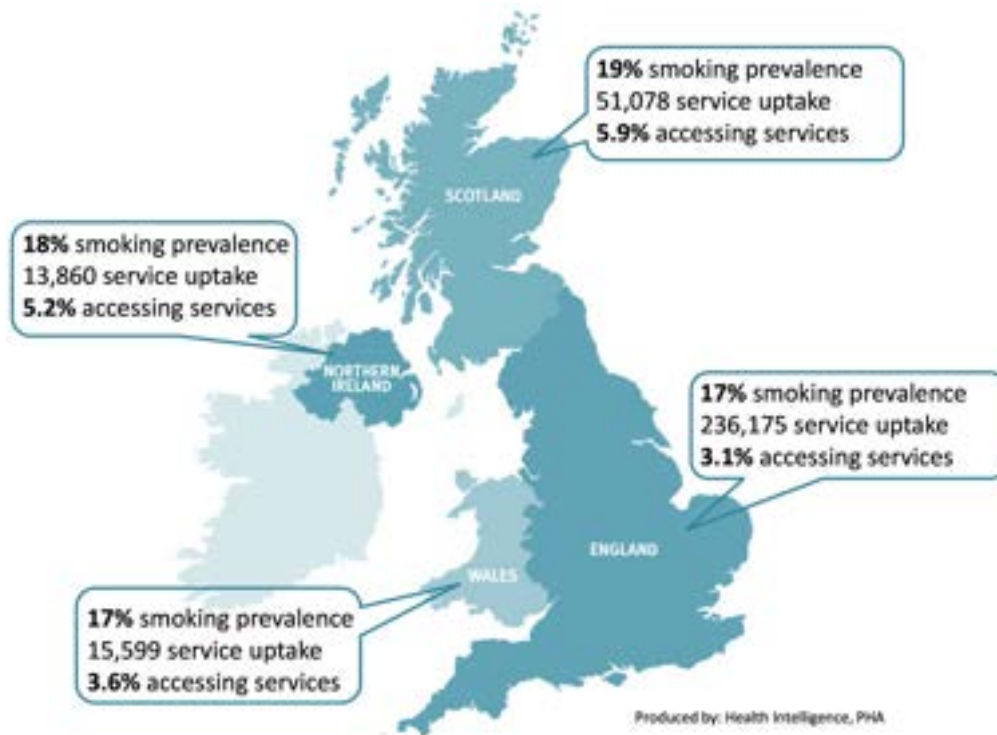 19% smoking prevalence
51,078 service uptake
5.9% accessing services
SCOTLAND
18% smoking prevalence
13,860 service uptake
5.2% accessing services
NORTHERN
IRELAND
17% smoking prevalence
236,175 service uptake
3.1% accessing services
ENGLAND
WALES
17% smoking prevalence
15,599 service uptake
3.6% accessing services
Produced by: Health Intelligence, PHA